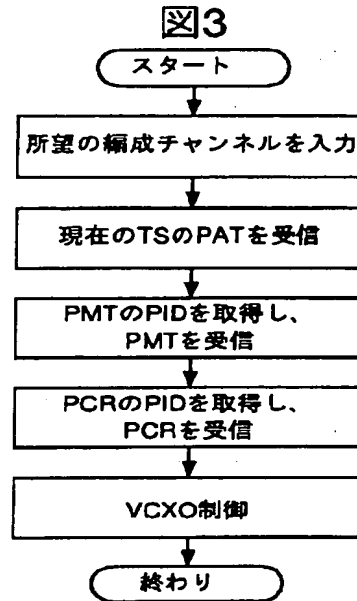 図3
スタート
所望の編成チャンネルを入力
現在のTSのPATを受信
PMTのPIDを取得し、
PMTを受信
PCRのPIDを取得し、
PCRを受信
VCXO制御
終わり